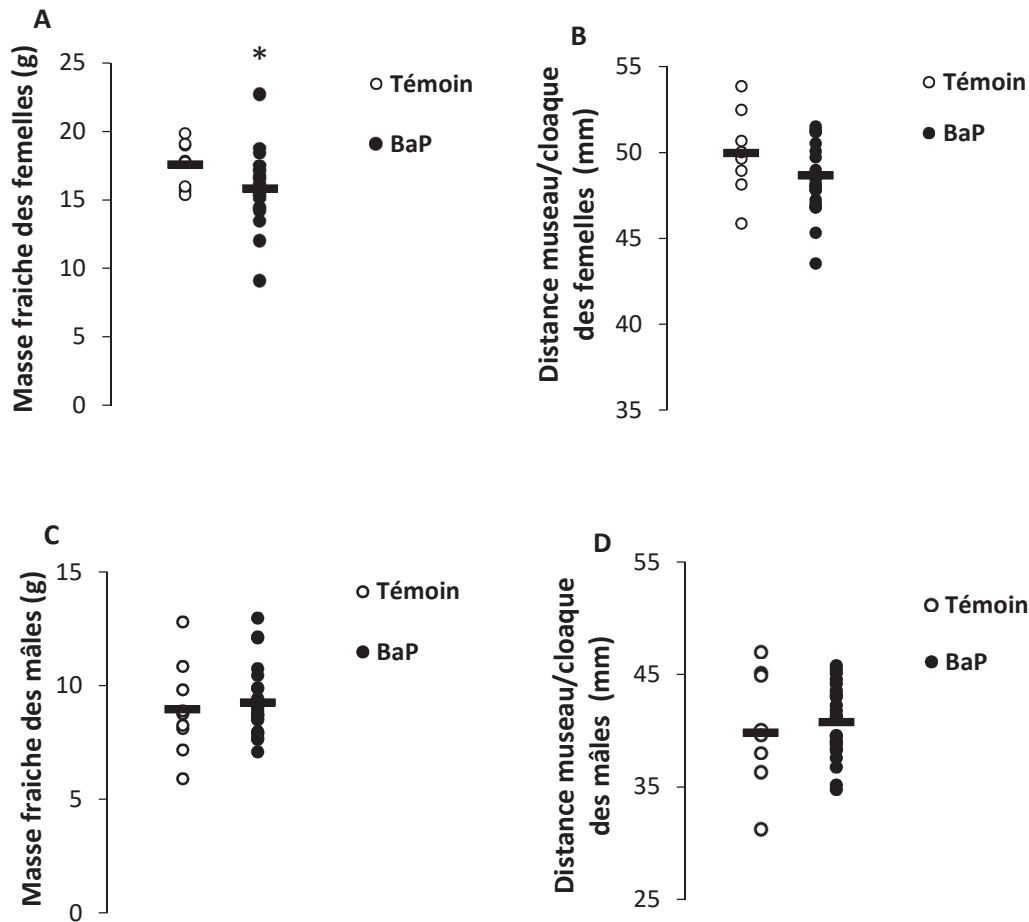 A
Masse fraiche des femelles (g)
25
20
15
10
5
0
*
Témoin
BaP
B
Distance museau/cloaque
des femelles (mm)
55
50
45
40
35
Témoin
BaP
C
Masse fraiche des mâles (g)
15
10
5
0
Témoin
BaP
D
Distance museau/cloaque
des mâles (mm)
55
45
35
25
Témoin
BaP